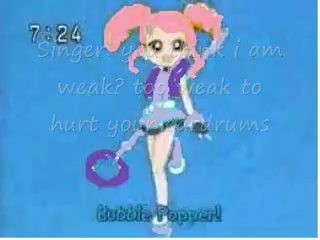 7:24
Singer: you think i am
weak? too weak to
hurt your eardrums
Bubble Popper!